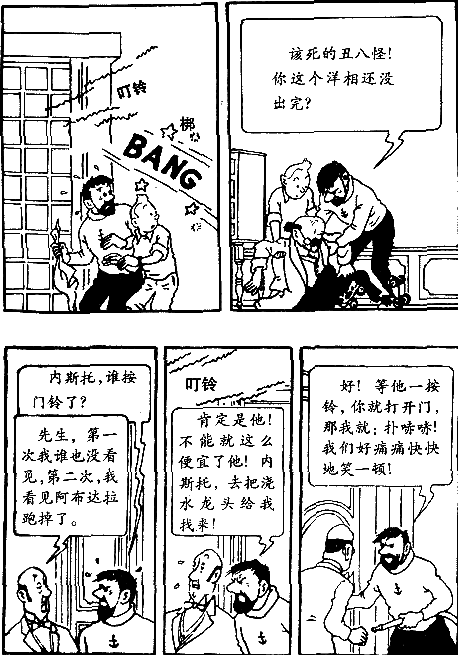 叮铃
梆
BANG
该死的丑八怪!
你这个洋相还没
出完?
内斯托,谁按
门铃了?
先生,第一
次我谁也没看
见,第二次,我
看见阿布达拉
跑掉了。
叮铃
肯定是他!
不能就这么
便宜了他! 内
斯托,去把浇
水龙头给我
找来!
好! 等他一按
铃,你就打开门,
那我就:扑哧哧!
我们好痛痛快快
地笑一顿!